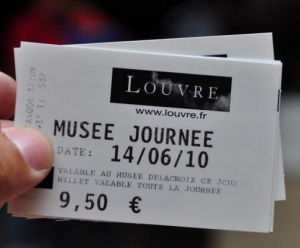 LOUVRE
www.louvre.fr
MUSEE JOURNEE
DATE: 14/06/10
VALABLE AU MUSEE DELACROIX CE JOUR
BILLET VALABLE TOUTE LA JOURNEE
9,50 €